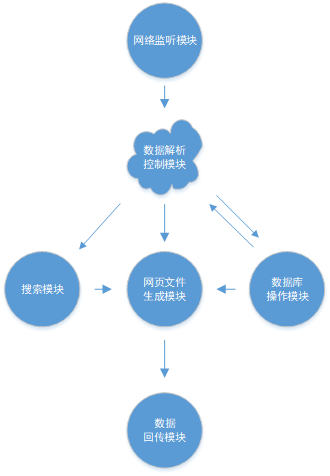 网络监听模块
数据解析
控制模块
搜索模块
网页文件
生成模块
数据库
操作模块
数据
回传模块